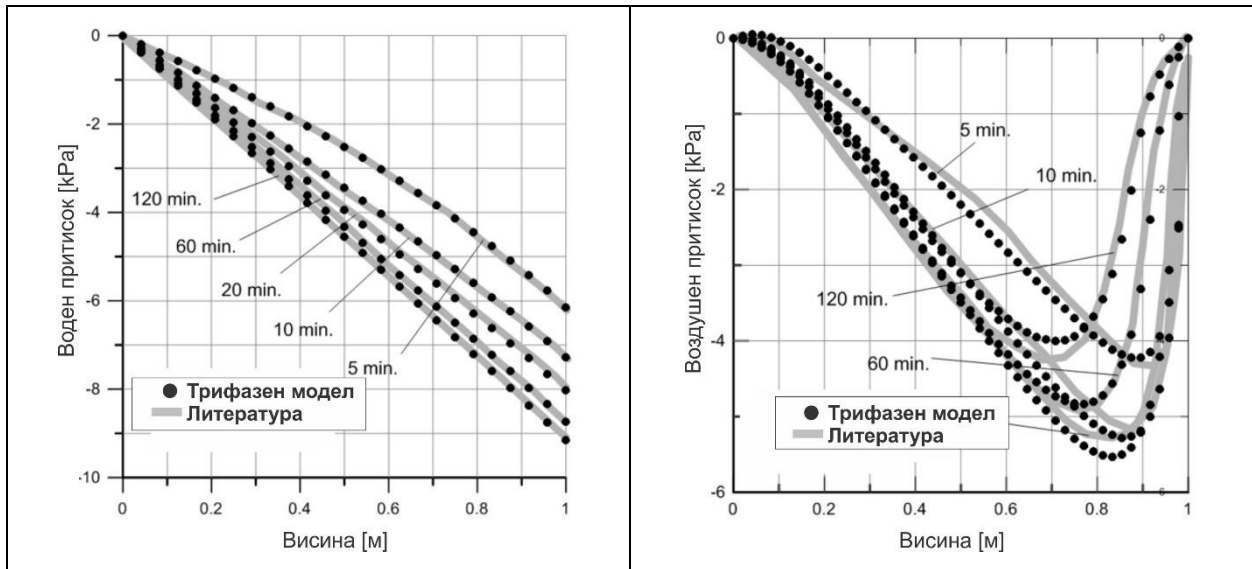 0
-2
-4
-6
-8
-10
Воден притисок [kPa]
120 min.
60 min.
20 min.
10 min.
5 min.
Трифазен модел
Литература
0 0.2 0.4 0.6 0.8 1
Висина [м]
0
-2
-4
-6
Воздушен притисок [kPa]
5 min.
10 min.
120 min.
60 min.
Трифазен модел
Литература
0 0.2 0.4 0.6 0.8 1
Висина [м]